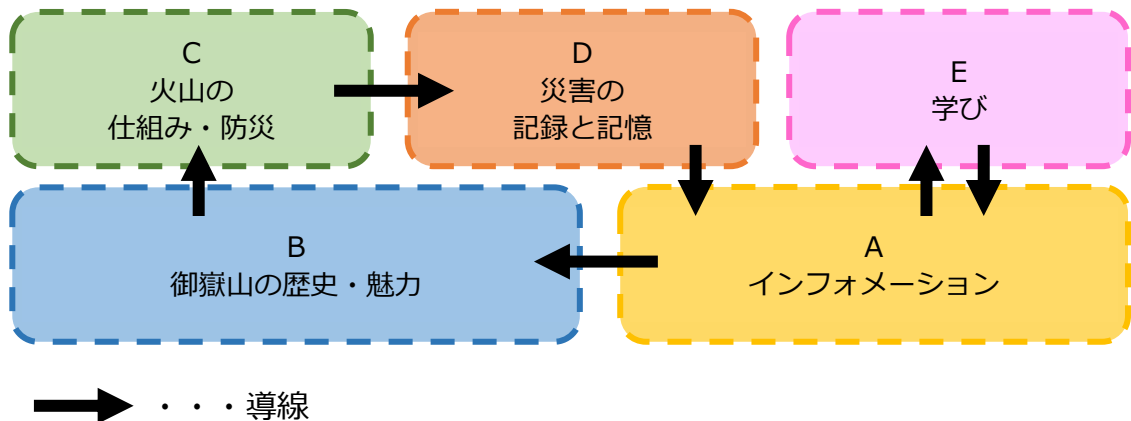 C
火山の
仕組み・防災
D
災害の
記録と記憶
E
学び
B
御嶽山の歴史・魅力
A
インフォメーション
・・・導線